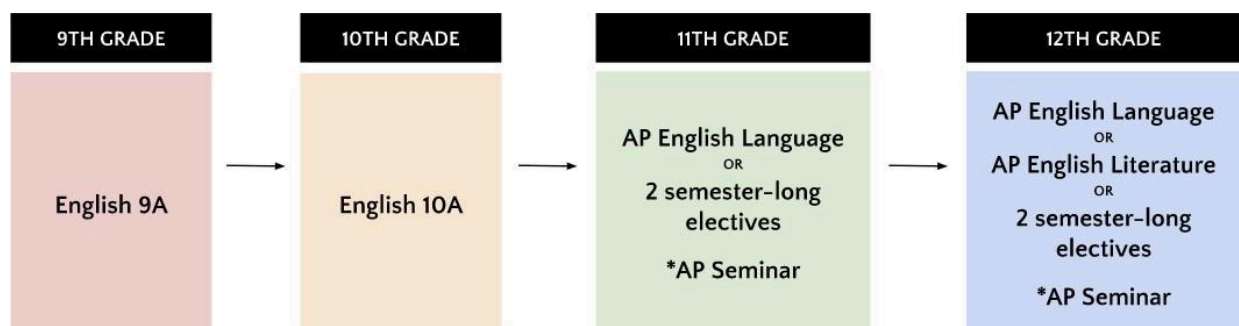 9TH GRADE
English 9A
10TH GRADE
English 10A
11TH GRADE
AP English Language
OR
2 semester-long
electives
*AP Seminar
12TH GRADE
AP English Language
OR
AP English Literature
OR
2 semester-long
electives
*AP Seminar